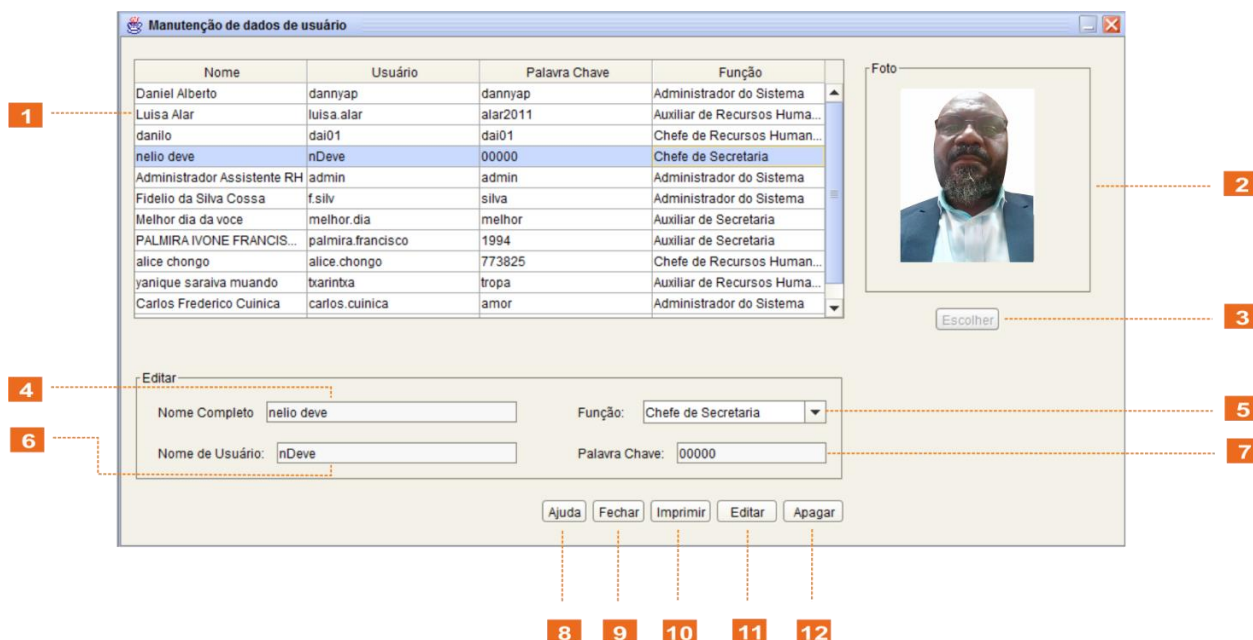 Manutenção de dados de usuário
Nome Usuário Palavra Chave Função
Foto
Daniel Alberto dannyap dannyap Administrador do Sistema
1
Luisa Alar luisa.alar alar2011 Auxiliar de Recursos Huma...
danilo dai01 dai01 Chefe de Recursos Human...
nelio deve nDeve 00000 Chefe de Secretaria
Administrador Assistente RH admin admin Administrador do Sistema
2
Fidelio da Silva Cossa f.silv silva Administrador do Sistema
Melhor dia da voce melhor.dia melhor Auxiliar de Secretaria
PALMIRA IVONE FRANCIS... palmira.francisco 1994 Auxiliar de Secretaria
alice chongo alice.chongo 773825 Chefe de Recursos Human...
yanique saraiva muando txarintxa tropa Auxiliar de Recursos Huma...
Carlos Frederico Cuinica carlos.cuinica amor Administrador do Sistema
Escolher 3
Editar
4
Nome Completo nelio deve Função: Chefe de Secretaria 5
6
Nome de Usuário: nDeve Palavra Chave: 00000 7
Ajuda Fechar Imprimir Editar Apagar
8 9 10 11 12